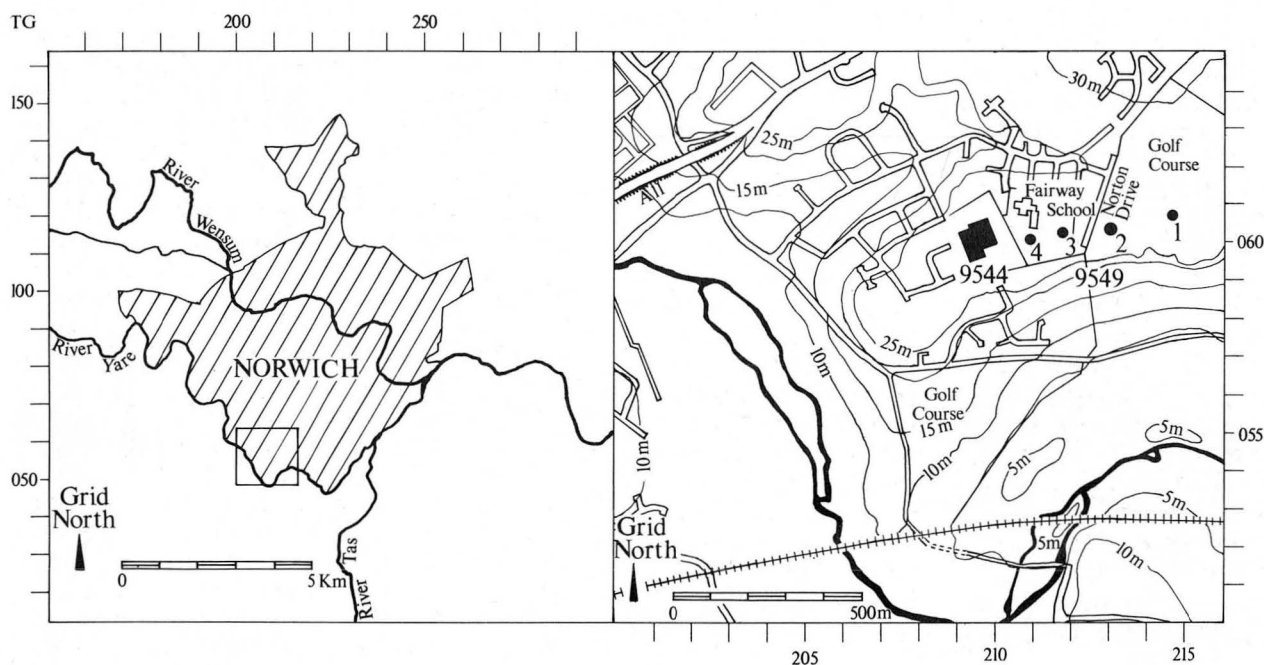 TG
200
250
150
100
050
River
Wensum
River
Yare
NORWICH
River Tas
Grid
North
0
5 Km
30m
25m
15m
A11
Golf
Course
Fairway
School
Norton
Drive
1
2
3
4
9544
9549
060
25m
10m
Golf
Course
15m
10m
5m
5m
055
10m
5m
5m
10m
Grid
North
0
500m
205
210
215